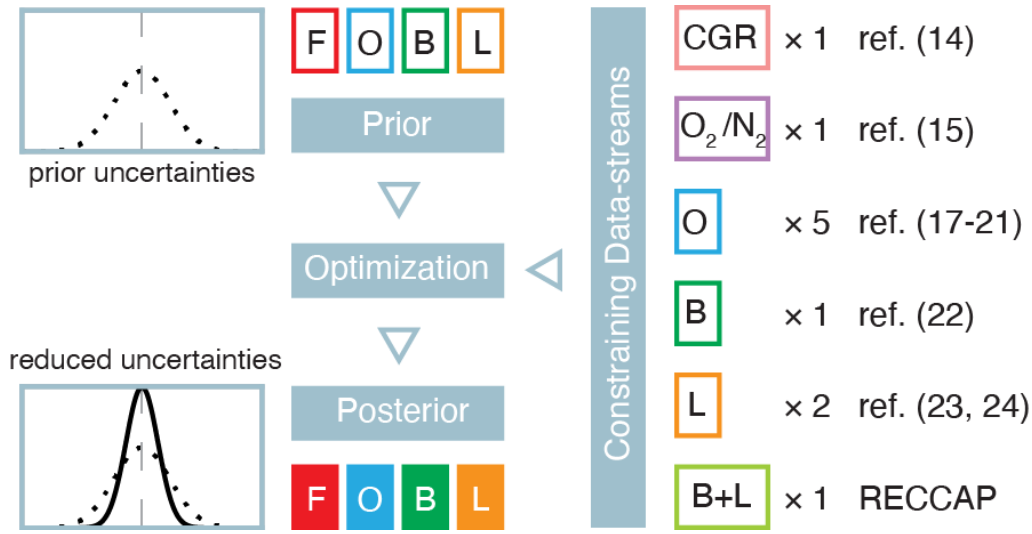 F O B L
Prior
prior uncertainties
Optimization
reduced uncertainties
Posterior
F O B L
Constraining Data-streams
CGR × 1 ref. (14)
O₂/N₂ × 1 ref. (15)
O × 5 ref. (17-21)
B × 1 ref. (22)
L × 2 ref. (23, 24)
B+L × 1 RECCAP